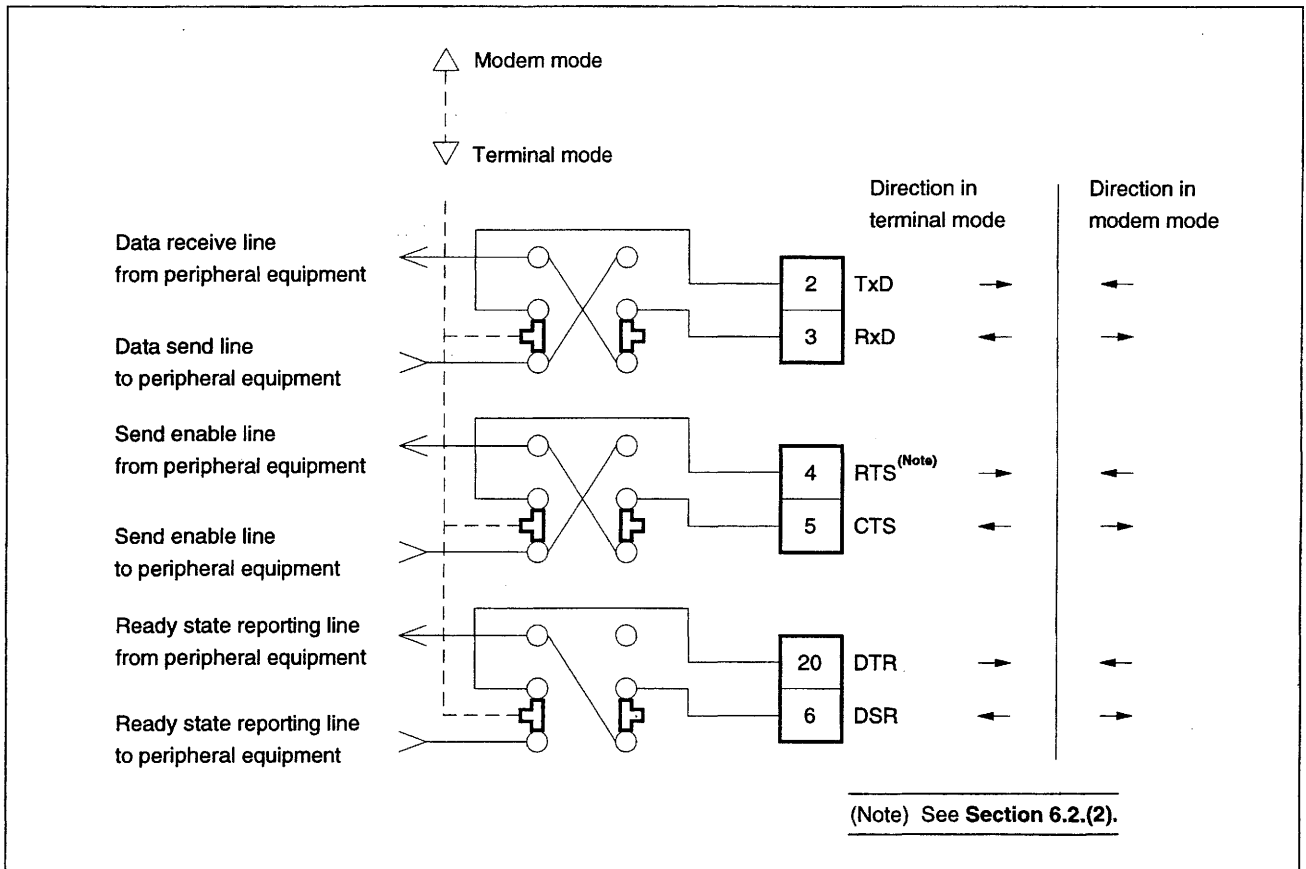 Modem mode
Terminal mode
Direction in
terminal mode
Direction in
modem mode
Data receive line
from peripheral equipment
Data send line
to peripheral equipment
2 TxD
3 RxD
Send enable line
from peripheral equipment
Send enable line
to peripheral equipment
4 RTS(Note)
5 CTS
Ready state reporting line
from peripheral equipment
Ready state reporting line
to peripheral equipment
20 DTR
6 DSR
(Note) See Section 6.2.(2).